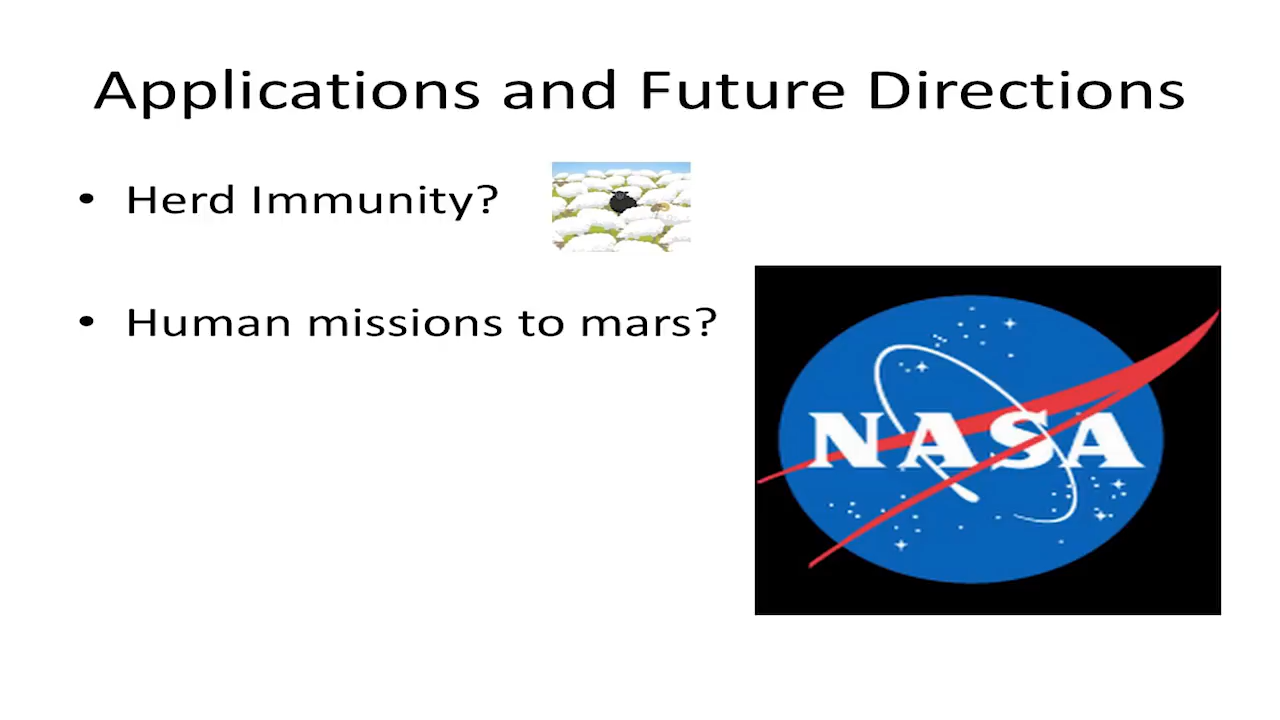 Applications and Future Directions
• Herd Immunity?
• Human missions to mars?
NASA